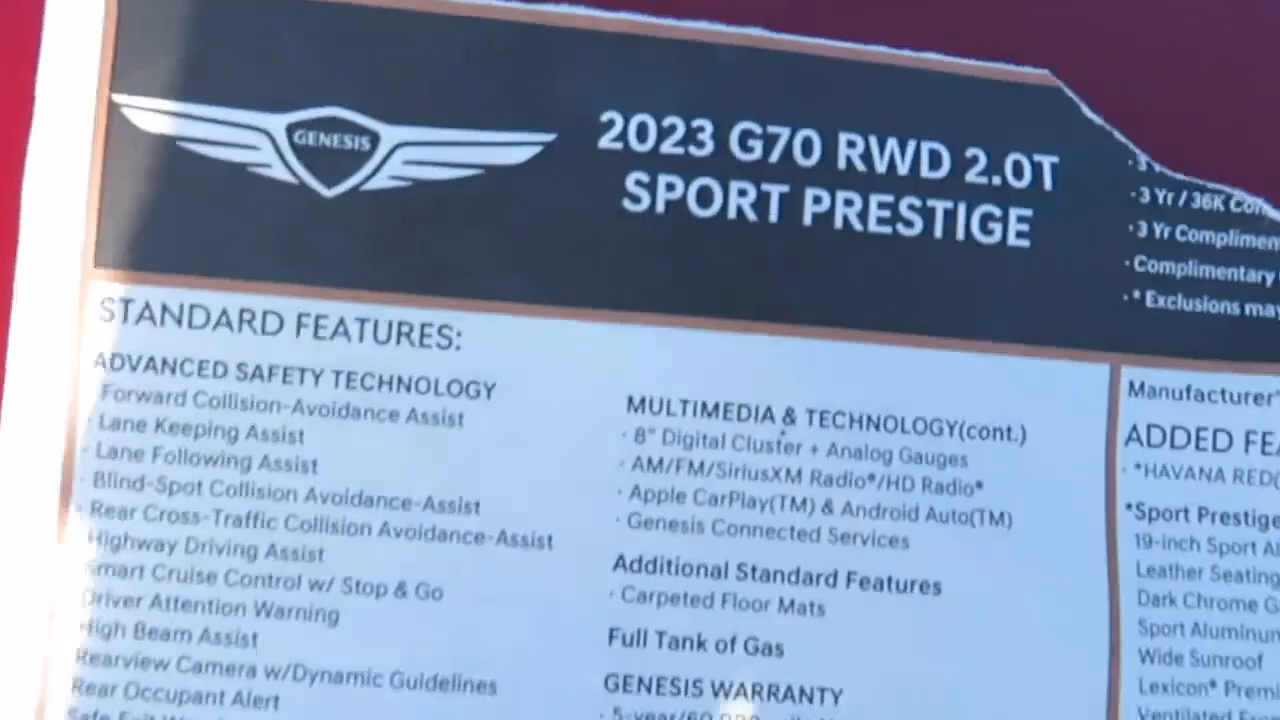 GENESIS
2023 G70 RWD 2.0T
SPORT PRESTIGE
· 3 Yr / 36K Com
· 3 Yr Complimen
· Complimentary
· * Exclusions may
STANDARD FEATURES:
ADVANCED SAFETY TECHNOLOGY
Forward Collision-Avoidance Assist
· Lane Keeping Assist
· Lane Following Assist
· Blind-Spot Collision Avoidance-Assist
· Rear Cross-Traffic Collision Avoidance-Assist
Highway Driving Assist
Smart Cruise Control w/ Stop & Go
Driver Attention Warning
High Beam Assist
Rearview Camera w/Dynamic Guidelines
Rear Occupant Alert
MULTIMEDIA & TECHNOLOGY(cont.)
· 8" Digital Cluster + Analog Gauges
· AM/FM/SiriusXM Radio®/HD Radio®
· Apple CarPlay(TM) & Android Auto(TM)
· Genesis Connected Services
Additional Standard Features
· Carpeted Floor Mats
Full Tank of Gas
GENESIS WARRANTY
Manufacturer'
ADDED FEA
· *HAVANA RED(
*Sport Prestige
19-inch Sport Al
Leather Seating
Dark Chrome G
Sport Aluminun
Wide Sunroof
Lexicon® Premi